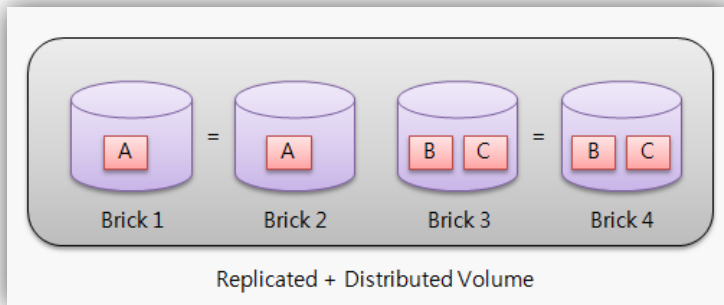 A = A B C = B C
Brick 1 Brick 2 Brick 3 Brick 4
Replicated + Distributed Volume